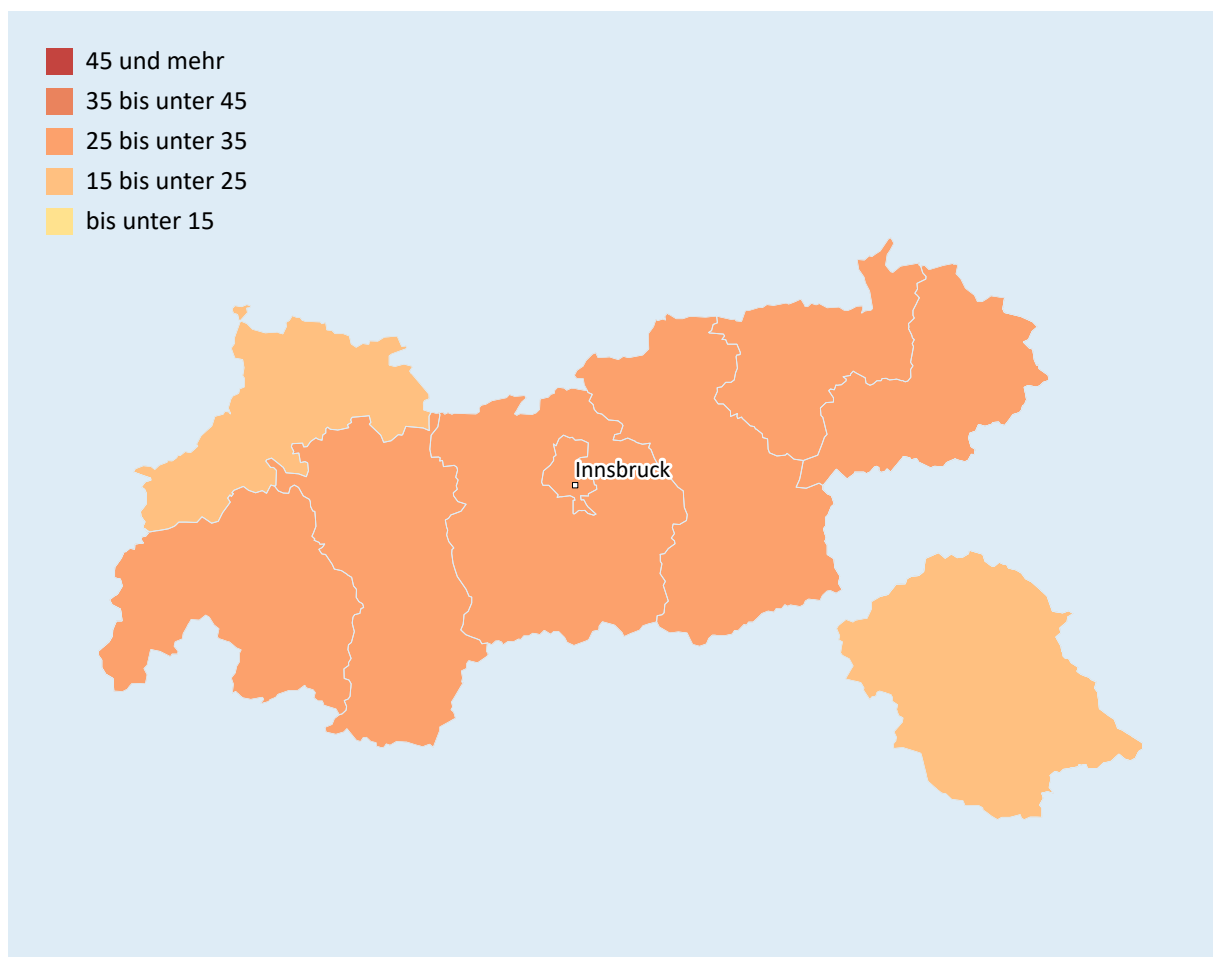 45 und mehr
35 bis unter 45
25 bis unter 35
15 bis unter 25
bis unter 15
Innsbruck